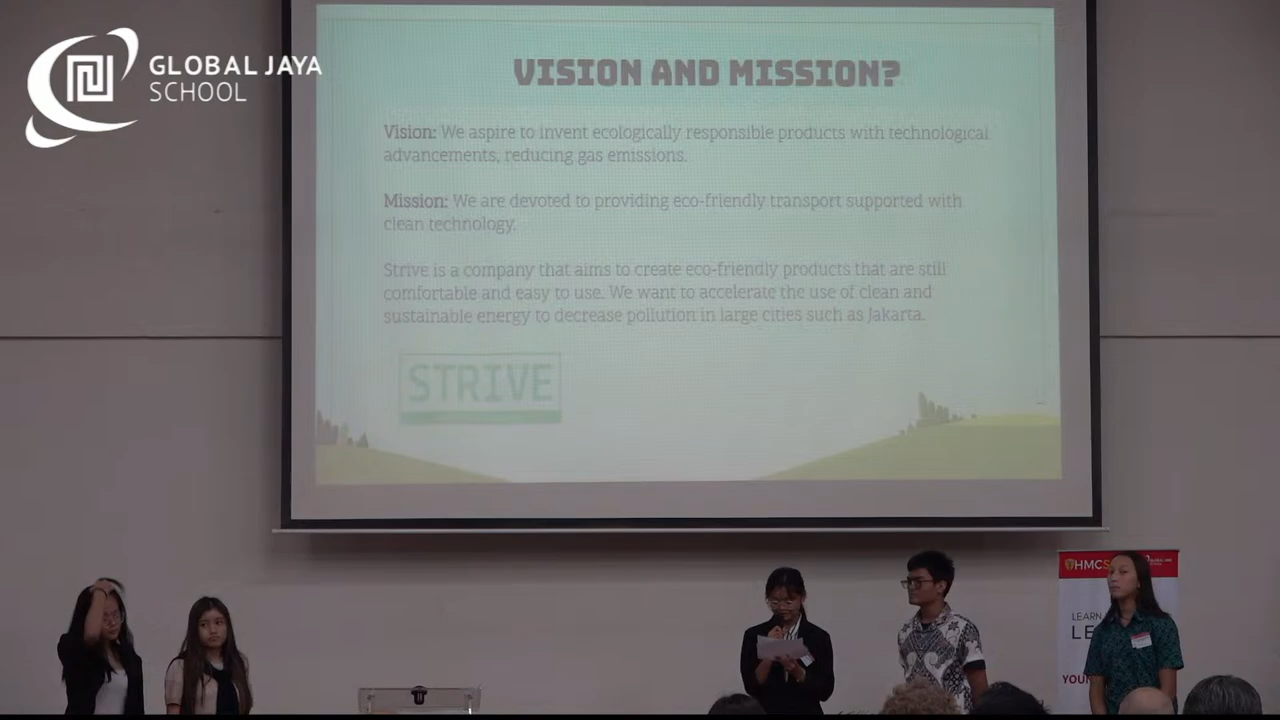 GLOBAL JAYA
SCHOOL
VISION AND MISSION?
Vision: We aspire to invent ecologically responsible products with technological
advancements, reducing gas emissions.
Mission: We are devoted to providing eco-friendly transport supported with
clean technology.
Strive is a company that aims to create eco-friendly products that are still
comfortable and easy to use. We want to accelerate the use of clean and
sustainable energy to decrease pollution in large cities such as Jakarta.
STRIVE
HMCS
LEARN
LE
YOUR